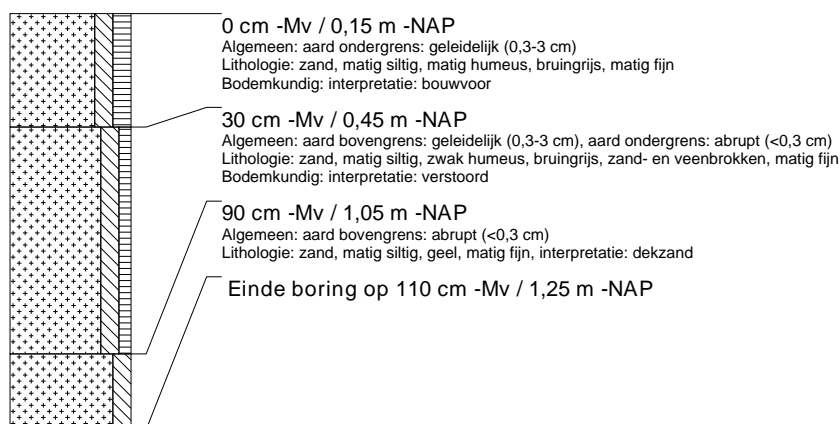 0 cm -Mv / 0,15 m -NAP
Algemeen: aard ondergrens: geleidelijk (0,3-3 cm)
Lithologie: zand, matig siltig, matig humeus, bruingrijs, matig fijn
Bodemkundig: interpretatie: bouwvoor
30 cm -Mv / 0,45 m -NAP
Algemeen: aard bovengrens: geleidelijk (0,3-3 cm), aard ondergrens: abrupt (<0,3 cm)
Lithologie: zand, matig siltig, zwak humeus, bruingrijs, zand- en veenbrokken, matig fijn
Bodemkundig: interpretatie: verstoord
90 cm -Mv / 1,05 m -NAP
Algemeen: aard bovengrens: abrupt (<0,3 cm)
Lithologie: zand, matig siltig, geel, matig fijn, interpretatie: dekzand
Einde boring op 110 cm -Mv / 1,25 m -NAP